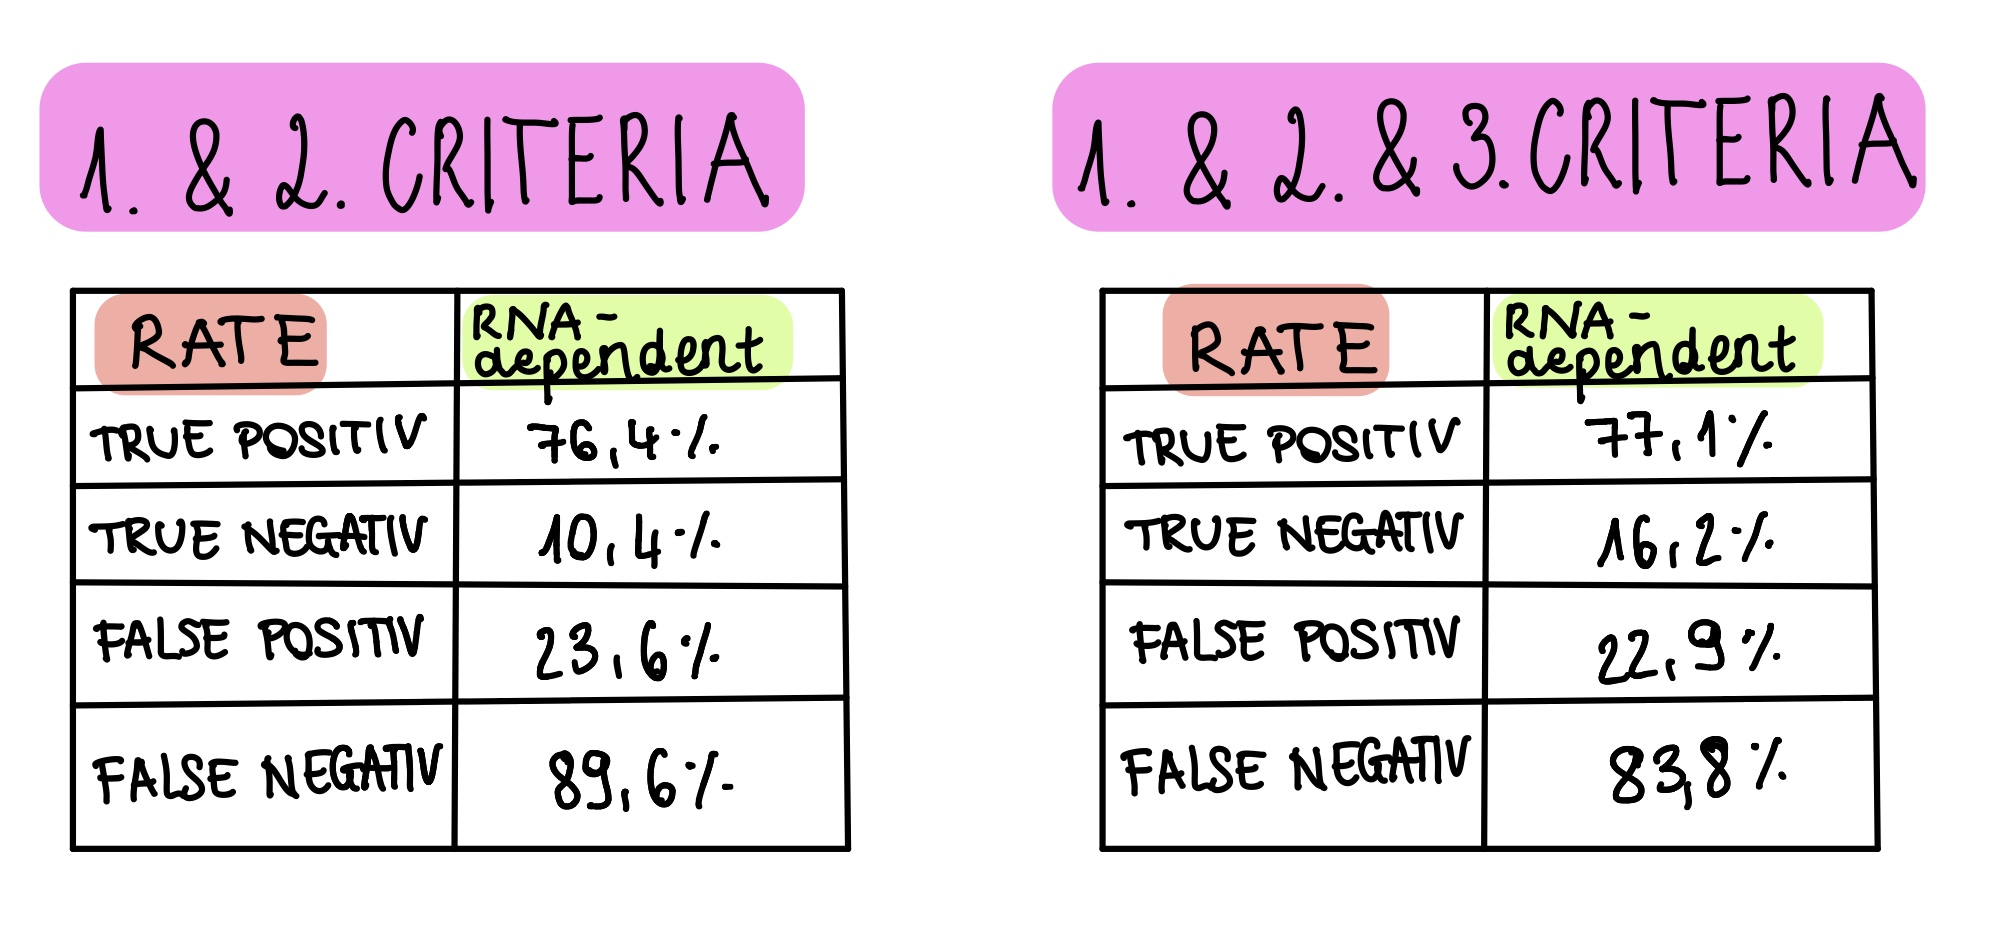 1. & 2. CRITERIA
RATE
RNA-
dependent
TRUE POSITIV
76,4%
TRUE NEGATIV
10,4%
FALSE POSITIV
23,6%
FALSE NEGATIV
89,6%
1. & 2. & 3. CRITERIA
RATE
RNA-
dependent
TRUE POSITIV
77,1%
TRUE NEGATIV
16,2%
FALSE POSITIV
22,9%
FALSE NEGATIV
83,8%